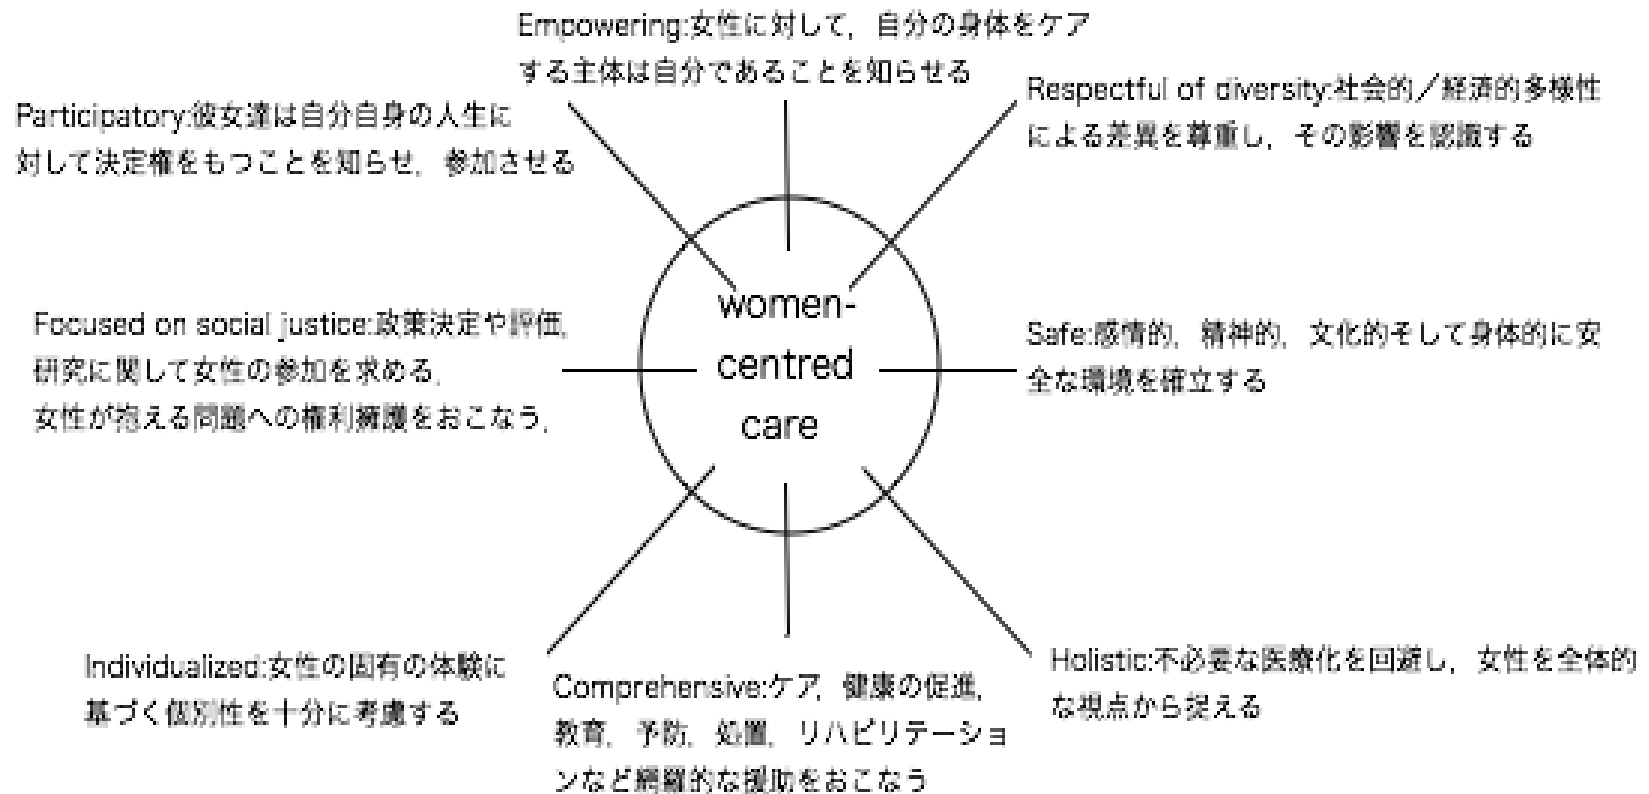 Empowering:女性に対して，自分の身体をケア
する主体は自分であることを知らせる
Respectful of diversity:社会的／経済的多様性
による差異を尊重し，その影響を認識する
Participatory:彼女達は自分自身の人生に
対して決定権をもつことを知らせ，参加させる
women-
centred
care
Focused on social justice:政策決定や評価，
研究に関して女性の参加を求める．
女性が抱える問題への権利擁護をおこなう．
Safe:感情的，精神的，文化的そして身体的に安
全な環境を確立する
Individualized:女性の固有の体験に
基づく個別性を十分に考慮する
Comprehensive:ケア，健康の促進，
教育，予防，処置，リハビリテーショ
ンなど網羅的な援助をおこなう
Holistic:不必要な医療化を回避し，女性を全体的
な視点から捉える